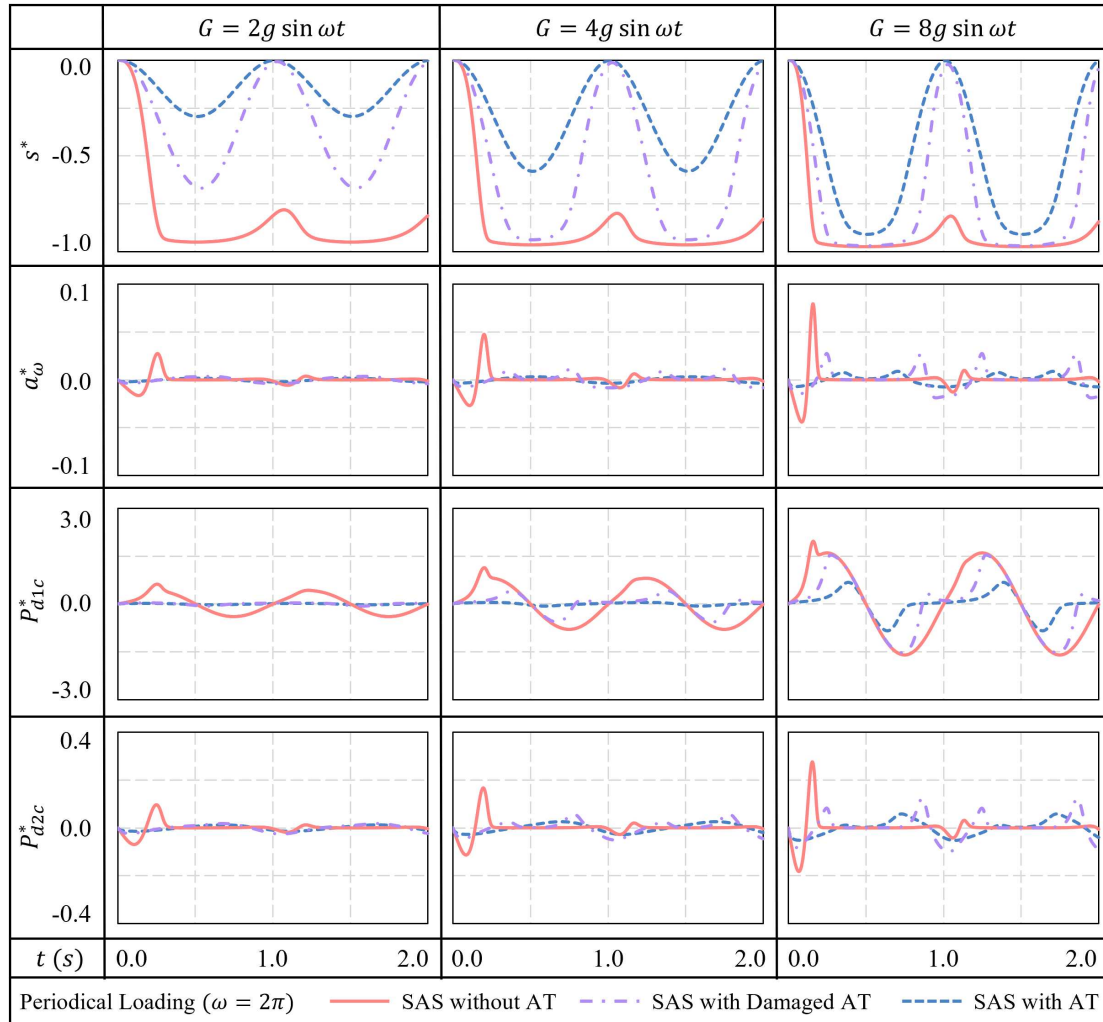 G = 2g sin ωt G = 4g sin ωt G = 8g sin ωt
0.0
s*
-0.5
-1.0
0.1
a*ω
0.0
-0.1
3.0
P*d1c
0.0
-3.0
0.4
P*d2c
0.0
-0.4
t (s) 0.0 1.0 2.0 0.0 1.0 2.0 0.0 1.0 2.0
Periodical Loading (ω = 2π) SAS without AT SAS with Damaged AT SAS with AT